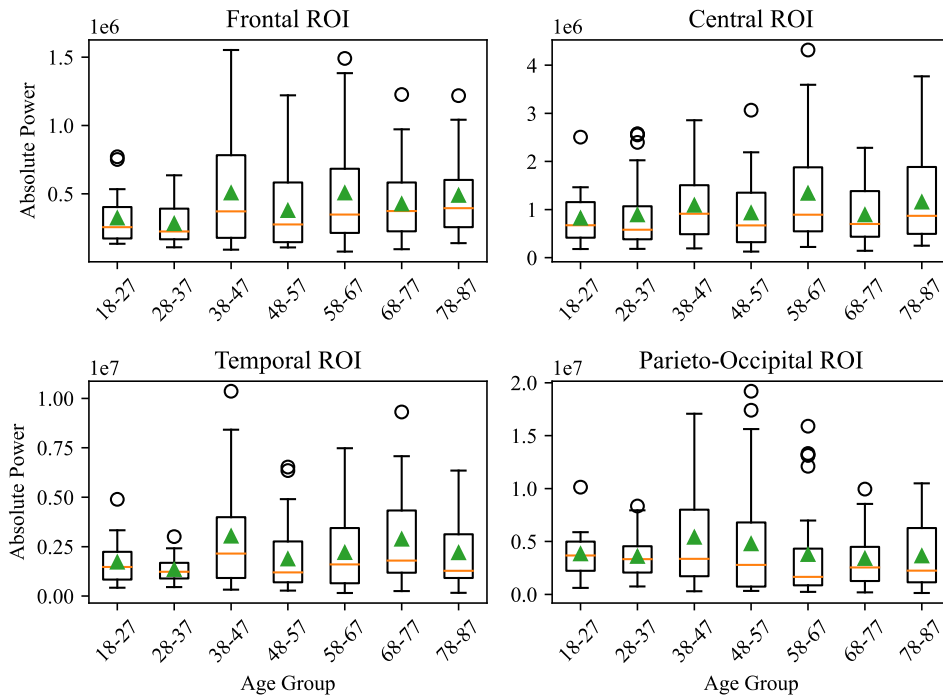 Frontal ROI
1e6
Absolute Power
1.5
1.0
0.5
18-27 28-37 38-47 48-57 58-67 68-77 78-87
Central ROI
1e6
4
3
2
1
0
18-27 28-37 38-47 48-57 58-67 68-77 78-87
Temporal ROI
1e7
Absolute Power
1.00
0.75
0.50
0.25
0.00
18-27 28-37 38-47 48-57 58-67 68-77 78-87
Age Group
Parieto-Occipital ROI
1e7
2.0
1.5
1.0
0.5
0.0
18-27 28-37 38-47 48-57 58-67 68-77 78-87
Age Group